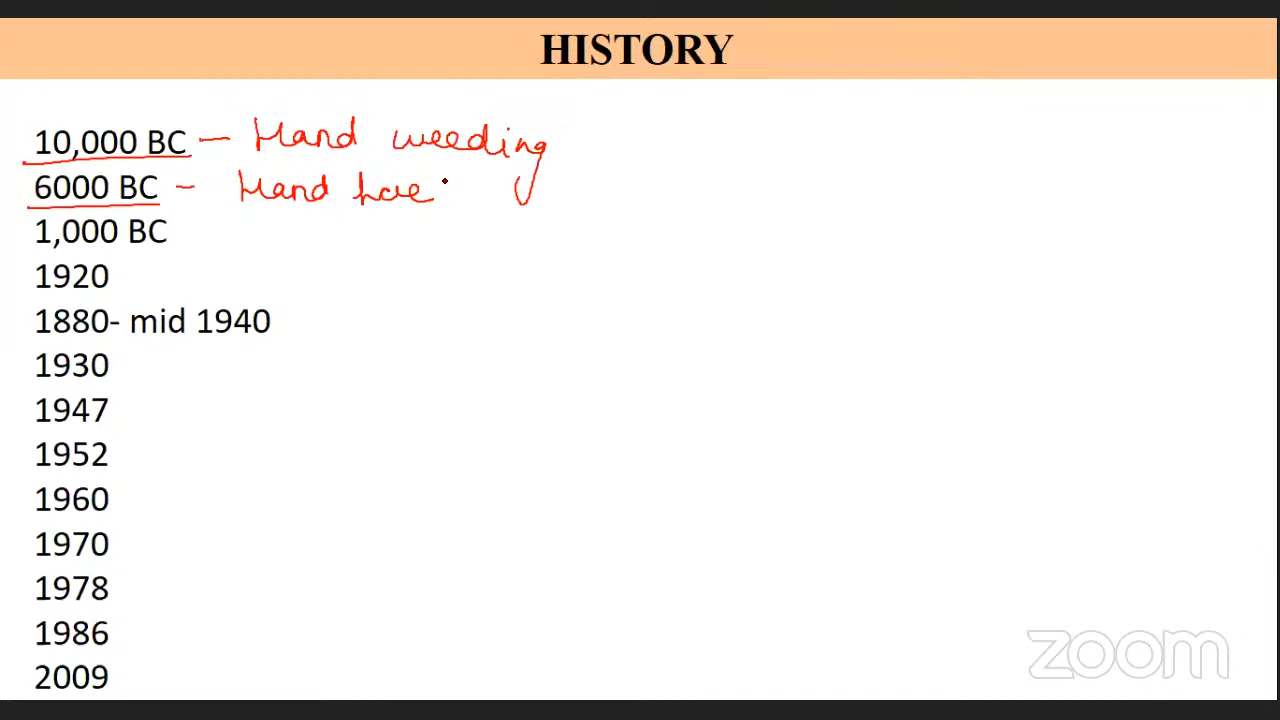 HISTORY
10,000 BC – Hand weeding
6000 BC – Hand hoe
1,000 BC
1920
1880- mid 1940
1930
1947
1952
1960
1970
1978
1986
2009
zoom